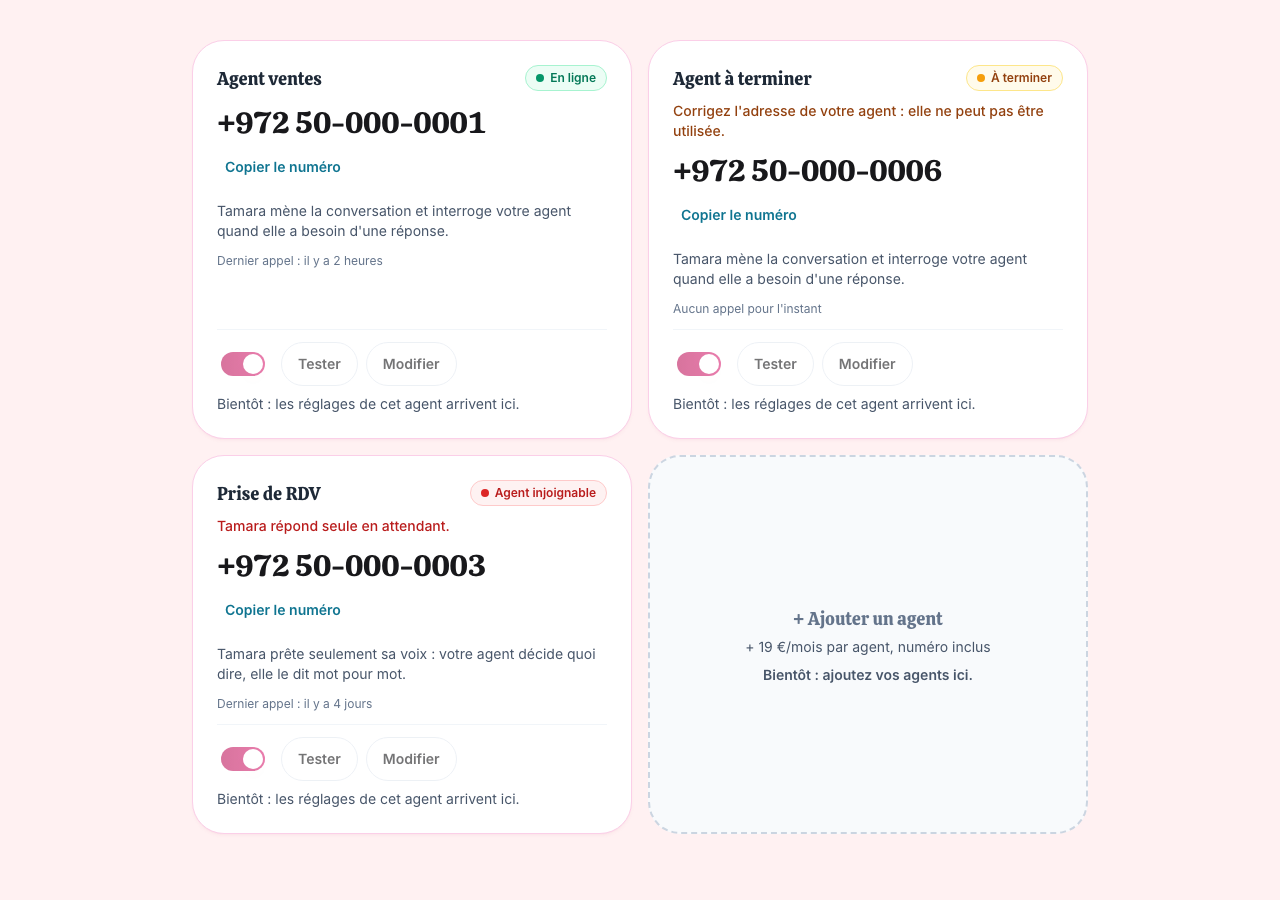 Agent ventes
En ligne
+972 50-000-0001
Copier le numéro
Tamara mène la conversation et interroge votre agent
quand elle a besoin d'une réponse.
Dernier appel : il y a 2 heures
Tester
Modifier
Bientôt : les réglages de cet agent arrivent ici.
Agent à terminer
À terminer
Corrigez l'adresse de votre agent : elle ne peut pas être
utilisée.
+972 50-000-0006
Copier le numéro
Tamara mène la conversation et interroge votre agent
quand elle a besoin d'une réponse.
Aucun appel pour l'instant
Tester
Modifier
Bientôt : les réglages de cet agent arrivent ici.
Prise de RDV
Agent injoignable
Tamara répond seule en attendant.
+972 50-000-0003
Copier le numéro
Tamara prête seulement sa voix : votre agent décide quoi
dire, elle le dit mot pour mot.
Dernier appel : il y a 4 jours
Tester
Modifier
Bientôt : les réglages de cet agent arrivent ici.
+ Ajouter un agent
+ 19 €/mois par agent, numéro inclus
Bientôt : ajoutez vos agents ici.